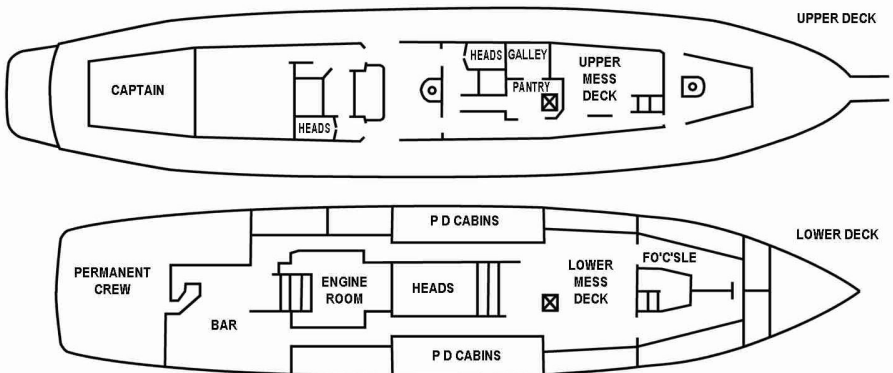 UPPER DECK
CAPTAIN
HEADS
HEADS
GALLEY
PANTRY
UPPER
MESS
DECK
LOWER DECK
P D CABINS
PERMANENT
CREW
BAR
ENGINE
ROOM
HEADS
LOWER
MESS
DECK
FO'C'SLE
P D CABINS